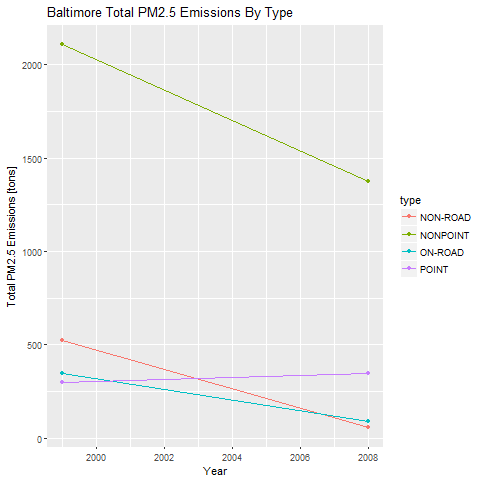 Baltimore Total PM2.5 Emissions By Type
Total PM2.5 Emissions [tons]
2000
1500
1000
500
0
2000 2002 2004 2006 2008
Year
type
NON-ROAD
NONPOINT
ON-ROAD
POINT